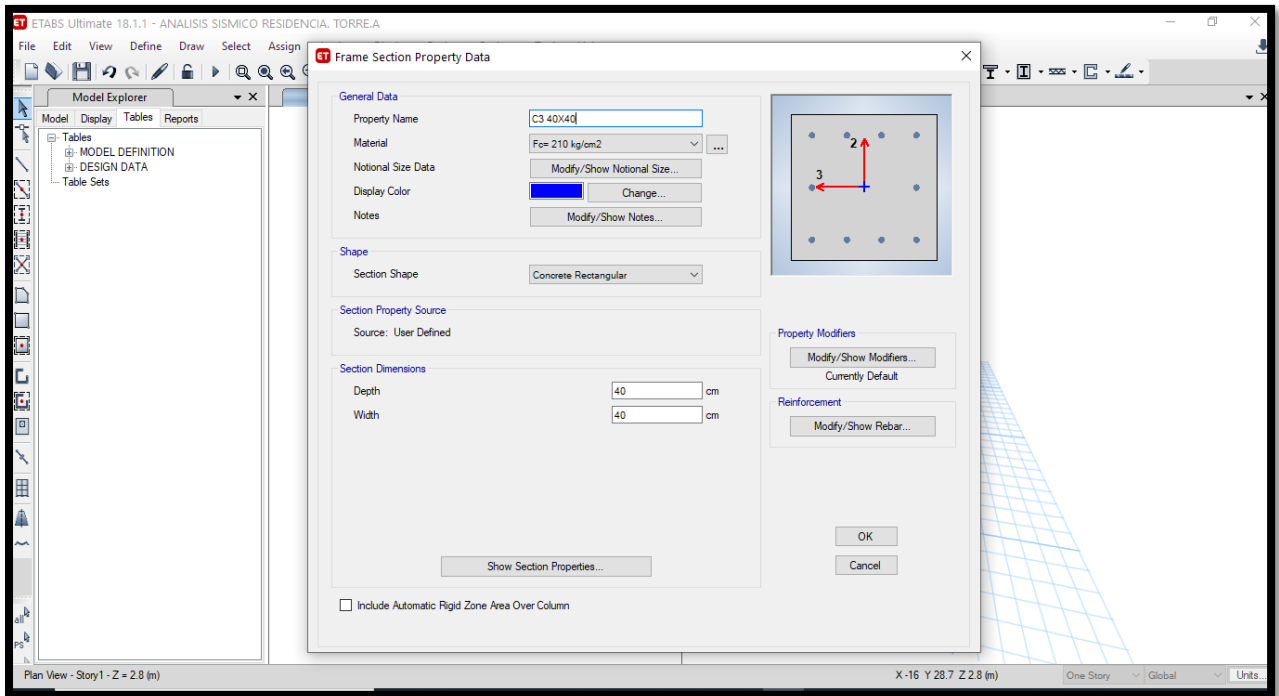 ET ETABS Ultimate 18.1.1 - ANALISIS SISMICO RESIDENCIA. TORRE.A
File Edit View Define Draw Select Assign
ET Frame Section Property Data
Model Explorer
Model Display Tables Reports
Tables
MODEL DEFINITION
DESIGN DATA
Table Sets
General Data
Property Name C3 40X40
Material Fc= 210 kg/cm2 ...
Notional Size Data Modify/Show Notional Size...
Display Color Change...
Notes Modify/Show Notes...
2
3
Shape
Section Shape Concrete Rectangular
Section Property Source
Source: User Defined
Property Modifiers
Modify/Show Modifiers...
Currently Default
Section Dimensions
Depth 40 cm
Width 40 cm
Reinforcement
Modify/Show Rebar...
Show Section Properties...
OK
Cancel
Include Automatic Rigid Zone Area Over Column
all
PS
Plan View - Story1 - Z = 2.8 (m) X -16 Y 28.7 Z 2.8 (m) One Story Global Units...